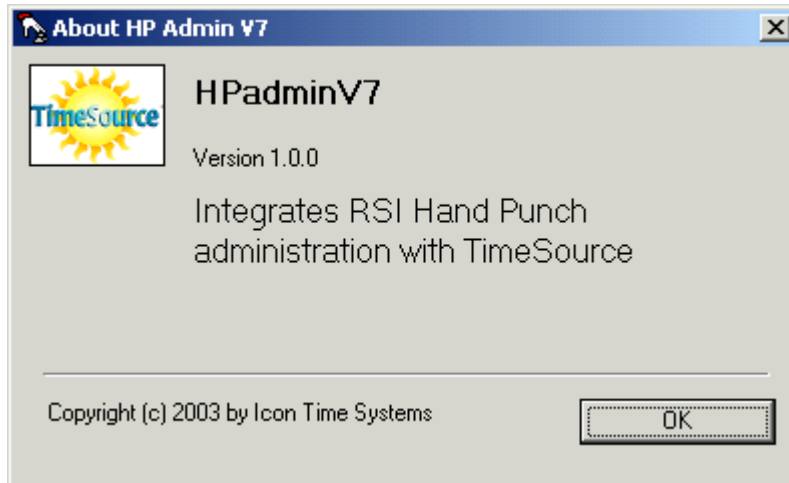 About HP Admin V7
TimeSource
HPadminV7
Version 1.0.0
Integrates RSI Hand Punch
administration with TimeSource
Copyright (c) 2003 by Icon Time Systems
OK